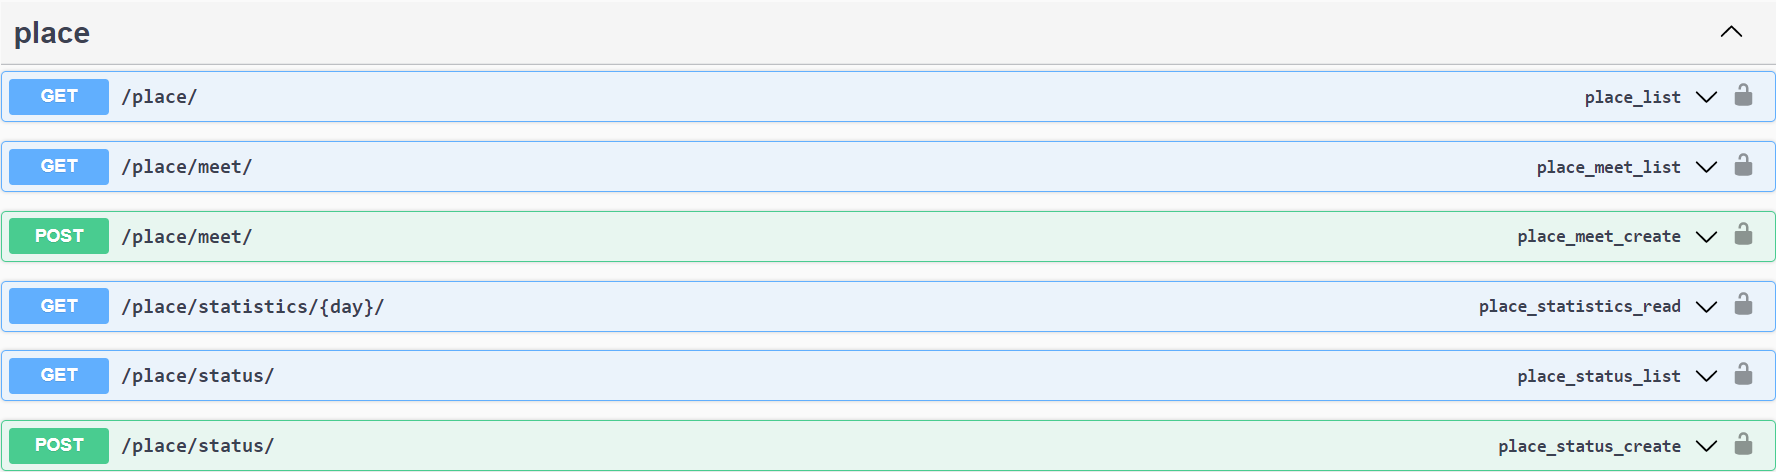 place
GET /place/ place_list
GET /place/meet/ place_meet_list
POST /place/meet/ place_meet_create
GET /place/statistics/{day}/ place_statistics_read
GET /place/status/ place_status_list
POST /place/status/ place_status_create